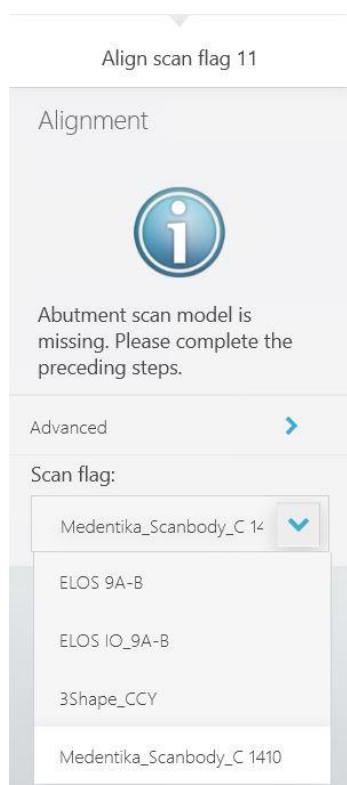 Align scan flag 11
Alignment
Abutment scan model is
missing. Please complete the
preceding steps.
Advanced
Scan flag:
Medentika_Scanbody_C 14
ELOS 9A-B
ELOS IO_9A-B
3Shape_CCY
Medentika_Scanbody_C 1410